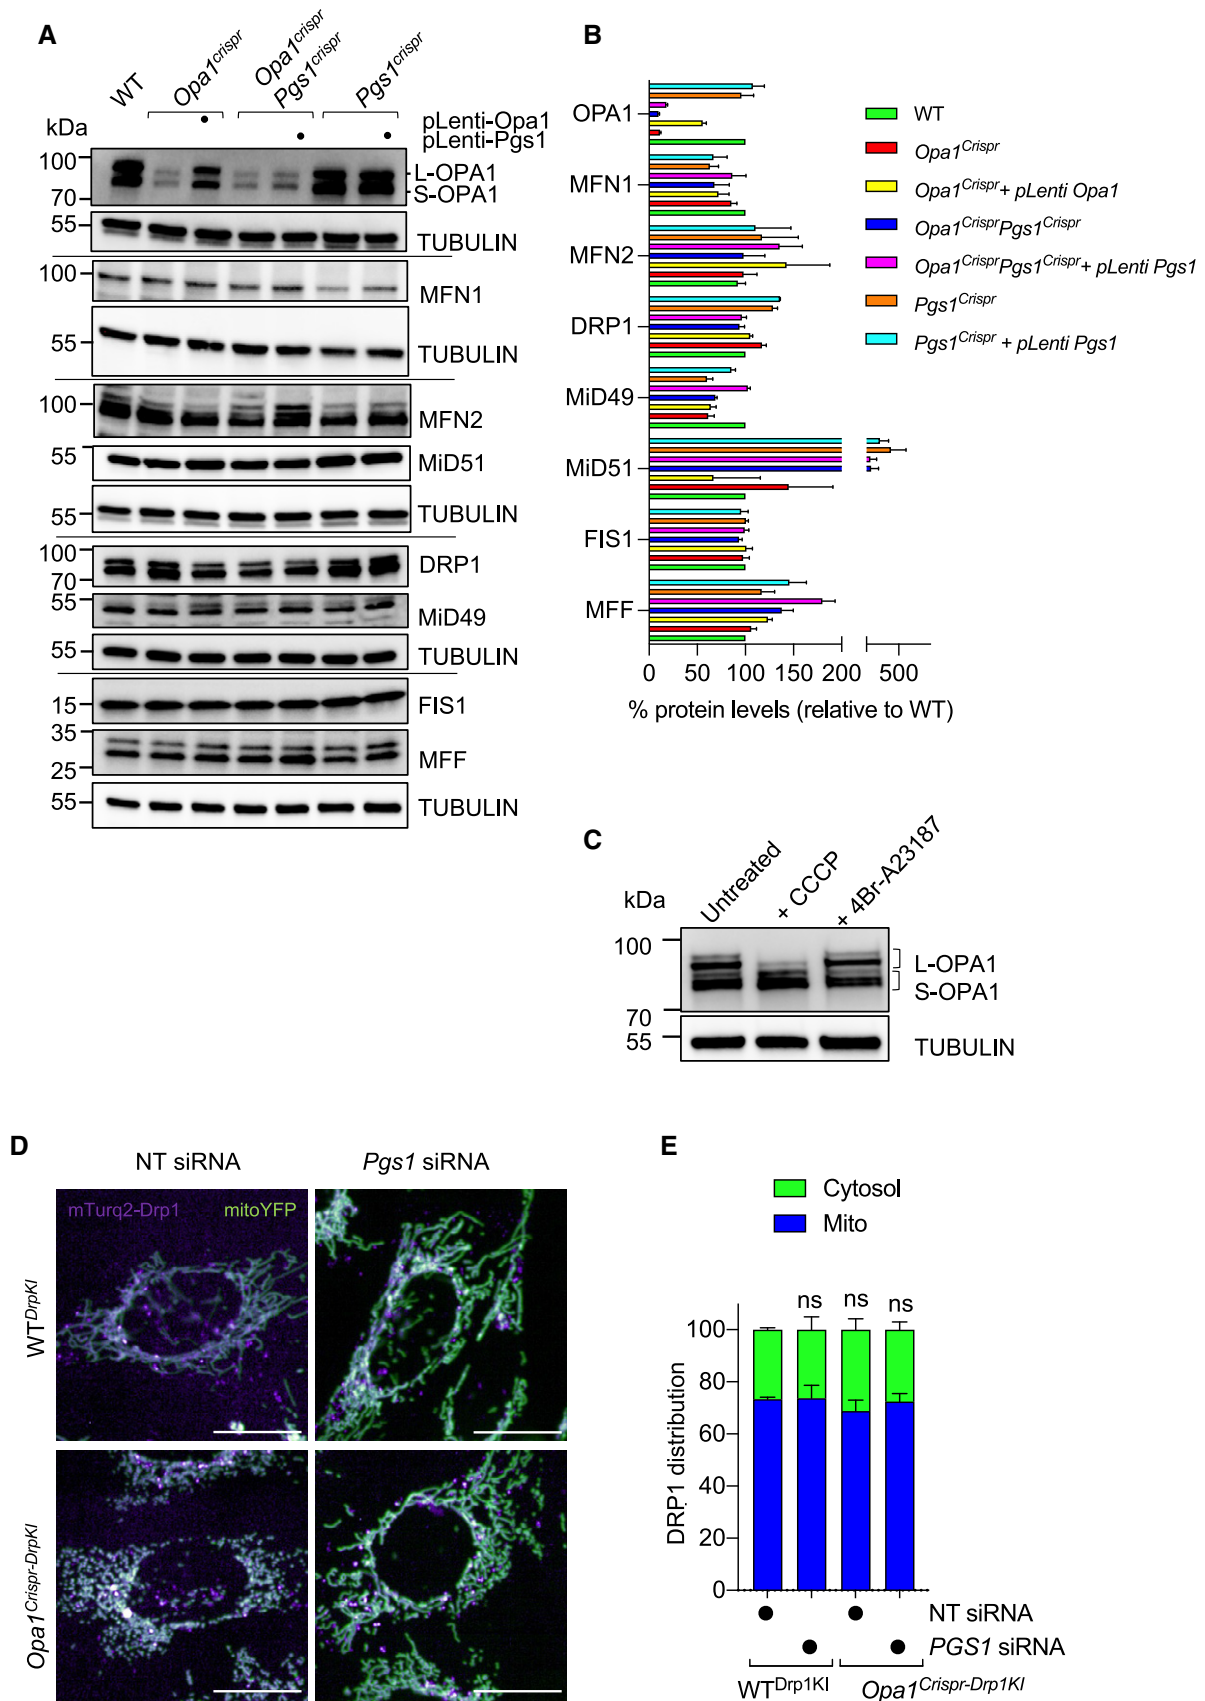 A
WT
Opa1crispr
Opa1crispr
Pgs1crispr
Pgs1crispr
pLenti-Opa1
pLenti-Pgs1
kDa
100
70
L-OPA1
S-OPA1
55
TUBULIN
MFN1
55
TUBULIN
100
MFN2
55
MiD51
55
TUBULIN
100
70
DRP1
55
MiD49
55
TUBULIN
15
FIS1
35
25
MFF
55
TUBULIN
B
OPA1
MFN1
MFN2
DRP1
MiD49
MiD51
FIS1
MFF
0 50 100 150 200 500
% protein levels (relative to WT)
WT
Opa1Crispr
Opa1Crispr+ pLenti Opa1
Opa1CrisprPgs1Crispr
Opa1CrisprPgs1Crispr+ pLenti Pgs1
Pgs1Crispr
Pgs1Crispr + pLenti Pgs1
C
Untreated
+ CCCP
+ 4Br-A23187
kDa
100
70
55
L-OPA1
S-OPA1
TUBULIN
D
NT siRNA
Pgs1 siRNA
mTurq2-Drp1
mitoYFP
WTDrpKI
Opa1Crispr-DrpKI
E
Cytosol
Mito
ns
ns
ns
DRP1 distribution
100
80
60
40
20
0
NT siRNA
PGS1 siRNA
WTDrp1KI
Opa1Crispr-Drp1KI